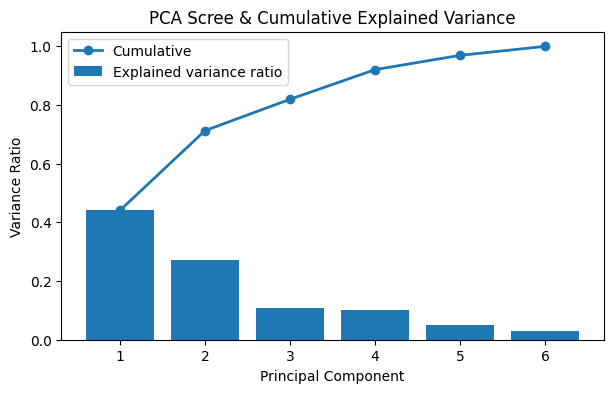 PCA Scree & Cumulative Explained Variance
Cumulative
Explained variance ratio
Variance Ratio
1.0
0.8
0.6
0.4
0.2
0.0
1 2 3 4 5 6
Principal Component